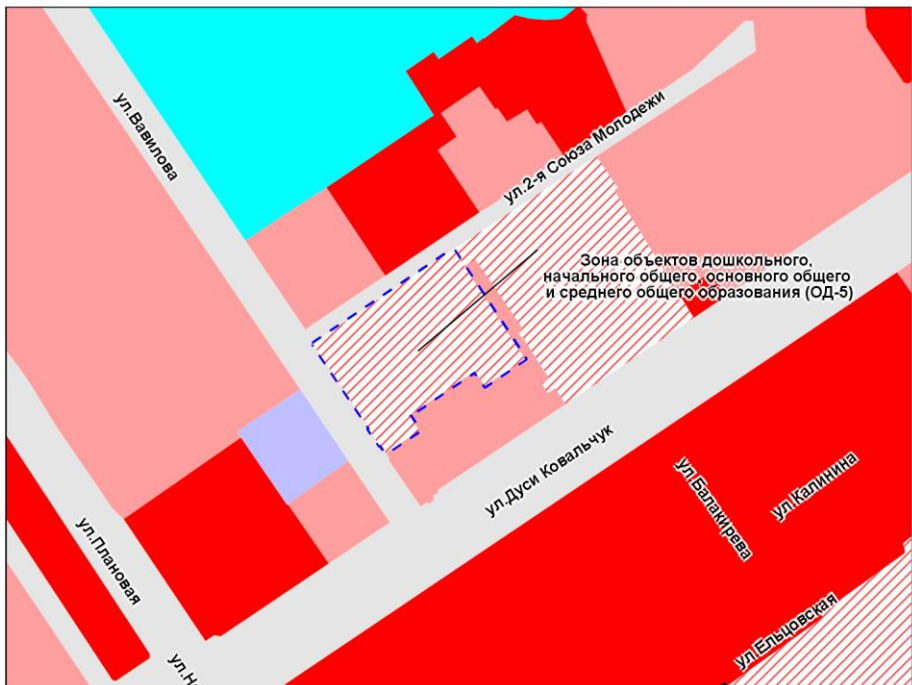 ул.Вавилова
ул.2-я Союза Молодежи
Зона объектов дошкольного,
начального общего, основного общего
и среднего общего образования (ОД-5)
ул.Дуси Ковальчук
ул.Балакирева
ул.Калинина
ул.Плановая
ул.Ельцовская
ул.Н